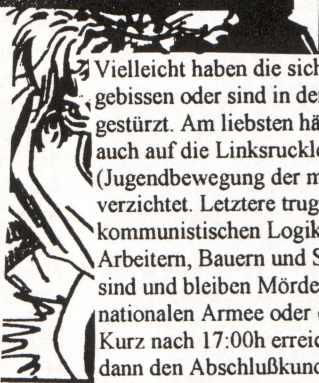 Vielleicht haben die sich
gebissen oder sind in de
gestürzt. Am liebsten hä
auch auf die Linksruckle
(Jugendbewegung der m
verzichtet. Letztere trug
kommunistischen Logik
Arbeitern, Bauern und S
sind und bleiben Mörde
nationalen Armee oder
Kurz nach 17:00h erreic
dann den Abschlußkund